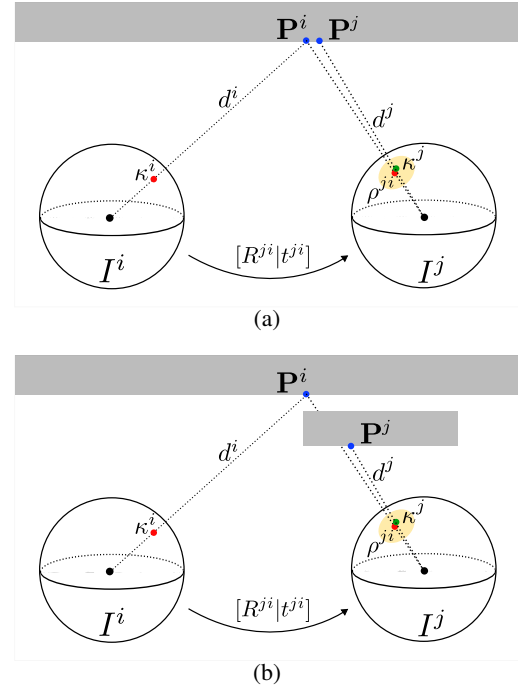 P^i P^j
d^i d^j
κ^i κ^j
ρ^{ji}
[R^{ji}|t^{ji}]
I^i I^j
(a)
P^i
P^j
d^i d^j
κ^i κ^j
ρ^{ji}
[R^{ji}|t^{ji}]
I^i I^j
(b)